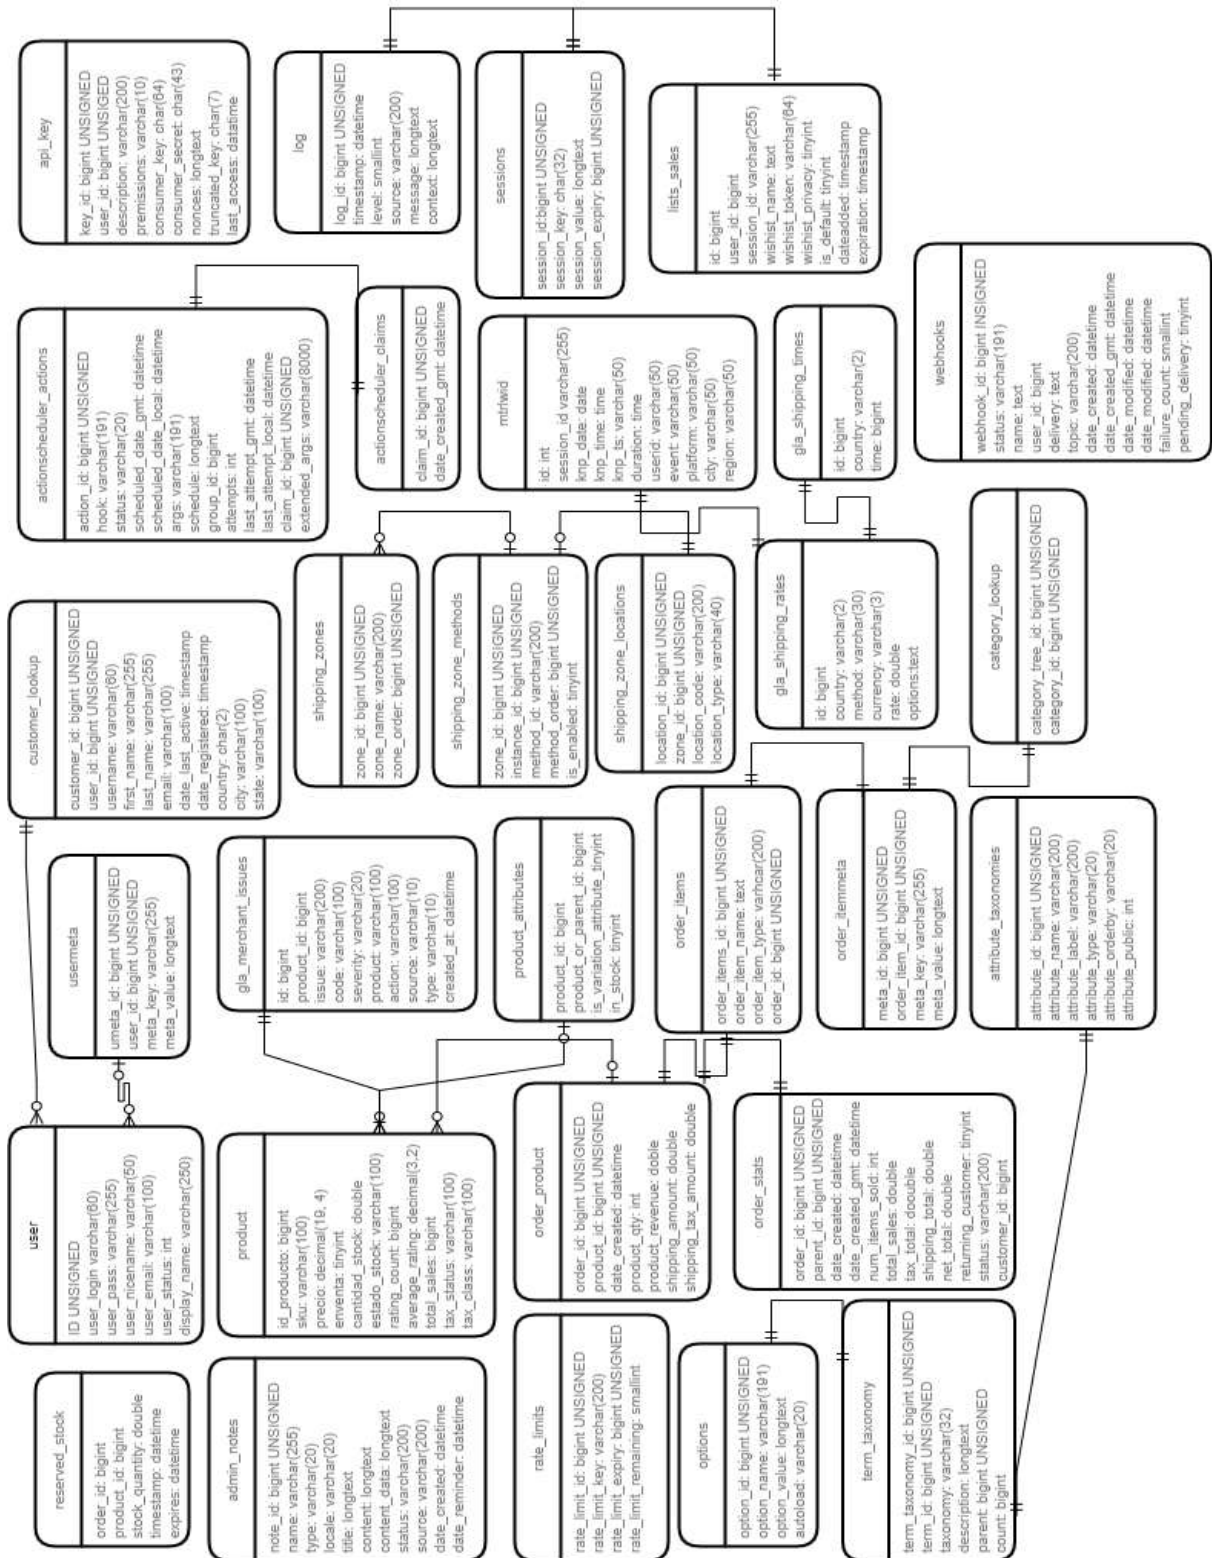 reserved_stock
order_id: bigint
product_id: bigint
stock_quantity: double
timestamp: datetime
expires: datetime
user
ID UNSIGNED
user_login varchar(60)
user_pass: varchar(255)
user_nicename: varchar(50)
user_email: varchar(100)
user_status: int
display_name: varchar(250)
usermeta
umeta_id: bigint UNSIGNED
user_id: bigint UNSIGNED
meta_key: varchar(255)
meta_value: longtext
customer_lookup
customer_id: bigint UNSIGNED
user_id: bigint UNSIGNED
username: varchar(60)
first_name: varchar(255)
last_name: varchar(255)
email: varchar(100)
date_last_active: timestamp
date_registered: timestamp
country: char(2)
city: varchar(100)
state: varchar(100)
actionscheduler_actions
action_id: bigint UNSIGNED
hook: varchar(191)
status: varchar(20)
scheduled_date_gmt: datetime
scheduled_date_local: datetime
args: varchar(191)
schedule: longtext
group_id: bigint
attempts: int
last_attempt_gmt: datetime
last_attempt_local: datetime
claim_id: bigint UNSIGNED
extended_args: varchar(8000)
api_key
key_id: bigint UNSIGNED
user_id: bigint UNSIGED
description: varchar(200)
premissions: varchar(10)
consumer_key: char(64)
consumer_secret: char(43)
nonces: longtext
truncated_key: char(7)
last_access: datatime
admin_notes
note_id: bigint UNSIGNED
name: varchar(255)
type: varchar(20)
locale: varchar(20)
title: longtext
content: longtext
content_data: longtext
status: varchar(200)
source: varchar(200)
date_created: datetime
date_reminder: datetime
product
id_producto: bigint
sku: varchar(100)
precio: decimal(19, 4)
enventa: tinyint
cantidad_stock: double
estado_stock: varchar(100)
rating_count: bigint
average_rating: decimal(3,2)
total_sales: bigint
tax_status: varchar(100)
tax_class: varchar(100)
gla_merchant_issues
id: bigint
product_id: bigint
issue: varchar(200)
code: varchar(100)
severity: varchar(20)
product: varchar(100)
action: varchar(100)
source: varchar(10)
type: varchar(10)
created_at: datetime
shipping_zones
zone_id: bigint UNSIGNED
zone_name: varchar(200)
zone_order: bigint UNSIGNED
actionscheduler_claims
claim_id: bigint UNSIGNED
date_created_gmt: datetime
log
log_id: bigint UNSIGNED
timestamp: datetime
level: smallint
source: varchar(200)
message: longtext
context: longtext
rate_limits
rate_limit_id: bigint UNSIGNED
rate_limit_key: varchar(200)
rate_limit_expiry: bigint UNSIGNED
rate_limit_remaining: smallint
order_product
order_id: bigint UNSIGNED
product_id: bigint UNSIGNED
date_created: datetime
product_qty: int
product_revenue: doble
shipping_amount: double
shipping_tax_amount: double
product_attributes
product_id: bigint
product_or_parent_id: bigint
is_variation_attribute_tinyint
in_stock: tinyint
shipping_zone_methods
zone_id: bigint UNSIGNED
instance_id: bigint UNSIGNED
method_id: varchar(200)
method_order: bigint UNSIGNED
is_enabled: tinyint
mtrlwid
id: int
session_id varchar(255)
knp_date: date
knp_time: time
knp_ts: varchar(50)
duration: time
userid: varchar(50)
event: varchar(50)
platform: varchar(50)
city: varchar(50)
region: varchar(50)
sessions
session_id:bigint UNSIGNED
session_key: char(32)
session_value: longtext
session_expiry: bigint UNSIGNED
options
option_id: bigint UNSIGNED
option_name: varchar(191)
option_value: longtext
autoload: varchar(20)
order_stats
order_id: bigint UNSIGNED
parent_id: bigint UNSIGNED
date_created: datetime
date_created_gmt: datetime
num_items_sold: int
total_sales: double
tax_total: doouble
shipping_total: double
net_total: double
returning_customer: tinyint
status: varchar(200)
customer_id: bigint
order_items
order_items_id: bigint UNSIGNED
order_item_name: text
order_item_type: varhcar(200)
order_id: bigint UNSIGNED
shipping_zone_locations
location_id: bigint UNSIGNED
zone_id: bigint UNSIGNED
location_code: varchar(200)
location_type: varchar(40)
lists_sales
id: bigint
user_id: bigint
session_id: varchar(255)
wishist_name: text
wishist_token: varchar(64)
wishist_privacy: tinyint
is_default: tinyint
dateadded: timestamp
expiration: timestamp
term_taxonomy
term_taxonomy_id: bigint UNSIGNED
term_id: bigint UNSIGNED
taxonomy: varchar(32)
description: longtext
parent: bigint UNSIGNED
count: bigint
order_itemmeta
meta_id: bigint UNSIGNED
order_item_id: bigint UNSIGNED
meta_key: varchar(255)
meta_value: longtext
gla_shipping_rates
id: bigint
country: varchar(2)
method: varchar(30)
currency: varchar(3)
rate: double
options:text
gla_shipping_times
id: bigint
country: varchar(2)
time: bigint
attribute_taxonomies
attribute_id: bigint UNSIGNED
attribute_name: varchar(200)
attribute_label: varchar(200)
attribute_type: varchar(20)
attribute_orderby: varchar(20)
attribute_public: int
category_lookup
category_tree_id: bigint UNSIGNED
category_id: bigint UNSIGNED
webhooks
webhook_id: bigint INSIGNED
status: varchar(191)
name: text
user_id: bigint
delivery: text
topic: varchar(200)
date_created: datetime
date_created_gmt: datetime
date_modified: datetime
date_modified: datetime
failure_count: smallint
pending_delivery: tinyint